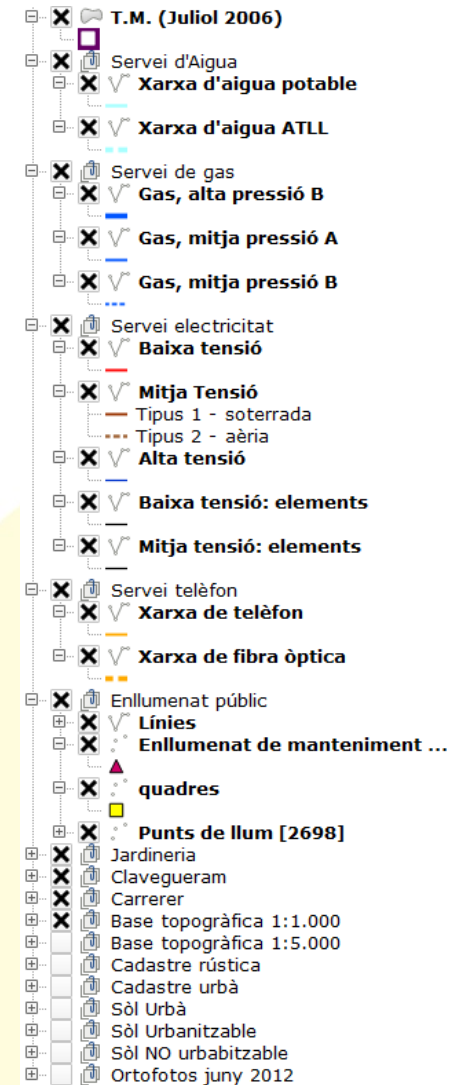 T.M. (Juliol 2006)
Servei d'Aigua
Xarxa d'aigua potable
Xarxa d'aigua ATLL
Servei de gas
Gas, alta pressió B
Gas, mitja pressió A
Gas, mitja pressió B
Servei electricitat
Baixa tensió
Mitja Tensió
Tipus 1 - soterrada
Tipus 2 - aèria
Alta tensió
Baixa tensió: elements
Mitja tensió: elements
Servei telèfon
Xarxa de telèfon
Xarxa de fibra òptica
Enllumenat públic
Línies
Enllumenat de manteniment ...
quadres
Punts de llum [2698]
Jardineria
Clavegueram
Carrerer
Base topogràfica 1:1.000
Base topogràfica 1:5.000
Cadastre rústica
Cadastre urbà
Sòl Urbà
Sòl Urbanitzable
Sòl NO urbabitzable
Ortofotos juny 2012